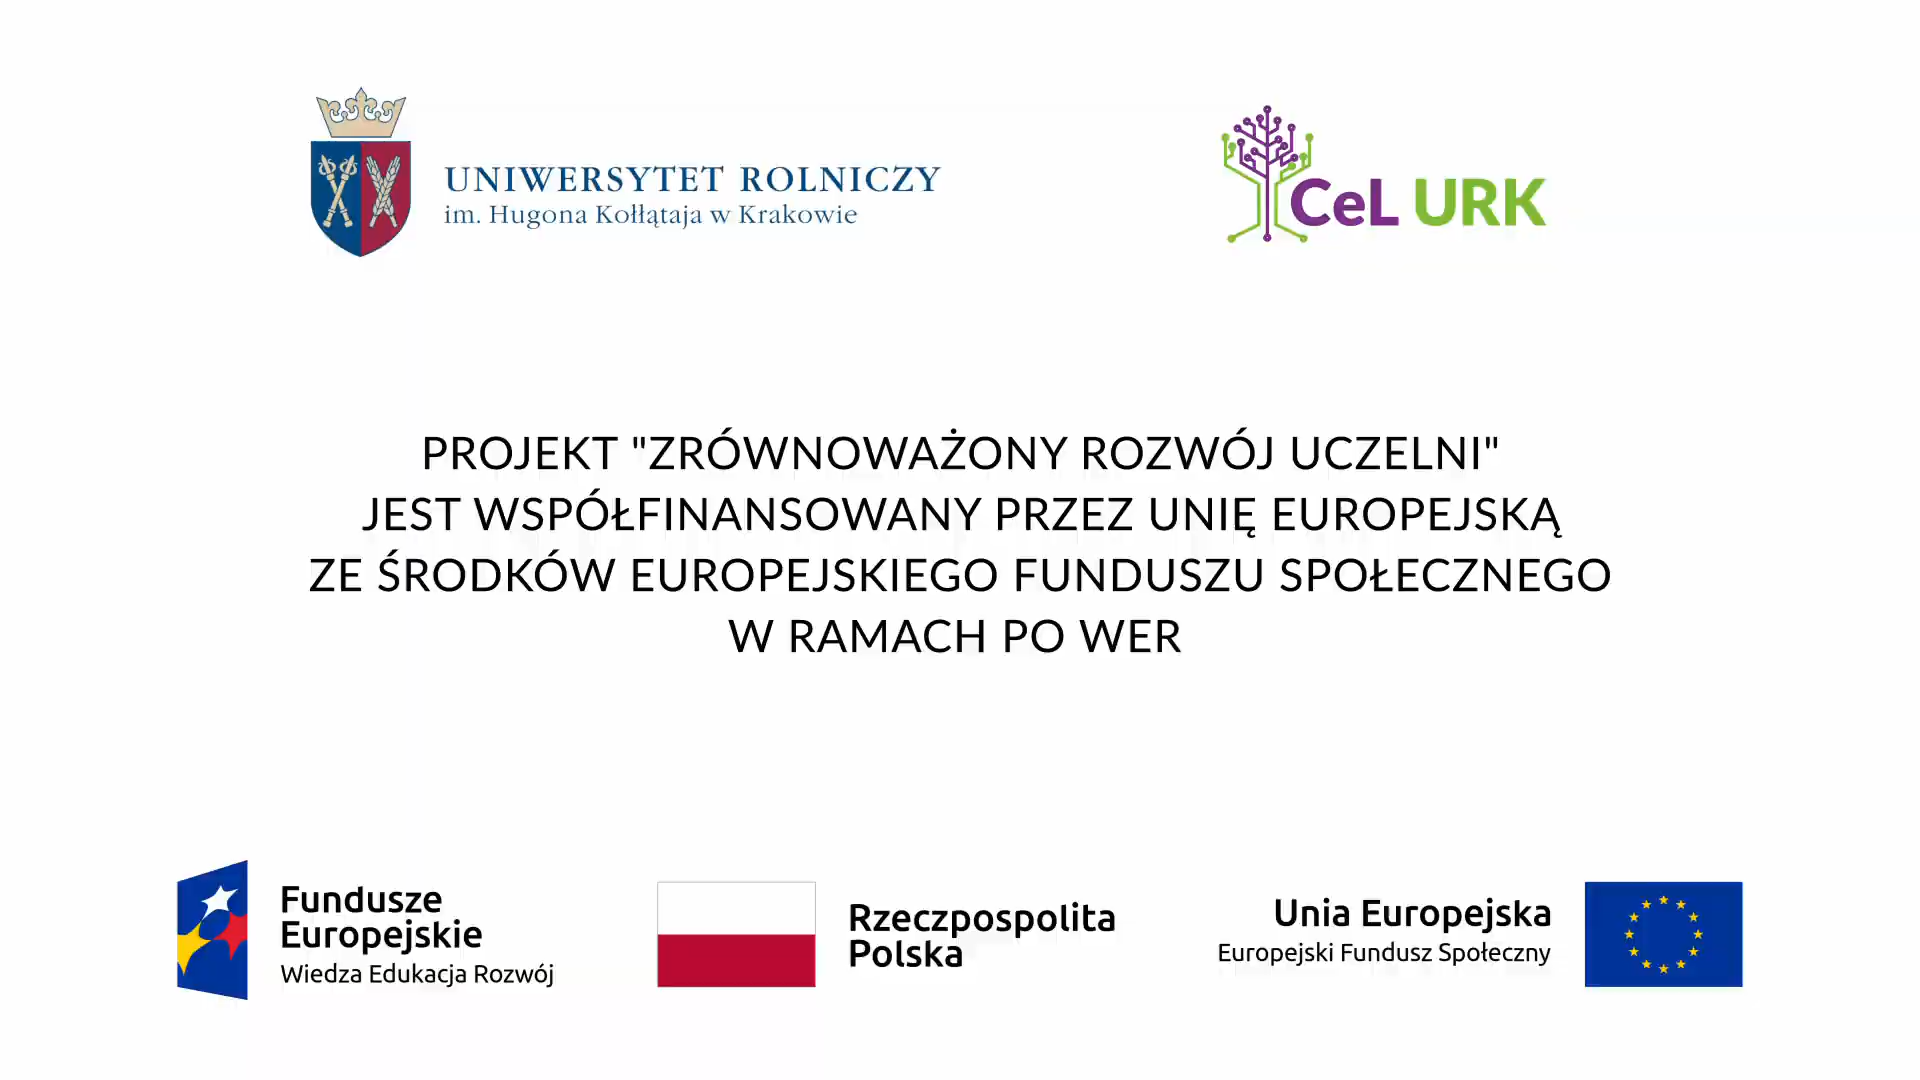 UNIWERSYTET ROLNICZY
im. Hugona Kołłątaja w Krakowie
CeL URK
PROJEKT "ZRÓWNOWAŻONY ROZWÓJ UCZELNI"
JEST WSPÓŁFINANSOWANY PRZEZ UNIĘ EUROPEJSKĄ
ZE ŚRODKÓW EUROPEJSKIEGO FUNDUSZU SPOŁECZNEGO
W RAMACH PO WER
Fundusze
Europejskie
Wiedza Edukacja Rozwój
Rzeczpospolita
Polska
Unia Europejska
Europejski Fundusz Społeczny